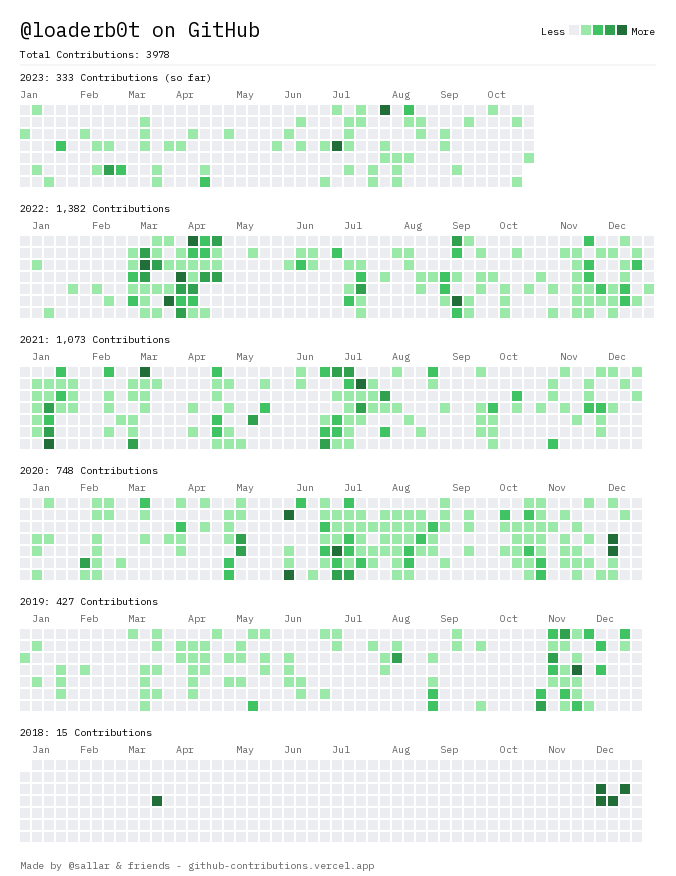 @loaderb0t on GitHub
Less More
Total Contributions: 3978
2023: 333 Contributions (so far)
Jan Feb Mar Apr May Jun Jul Aug Sep Oct
2022: 1,382 Contributions
Jan Feb Mar Apr May Jun Jul Aug Sep Oct Nov Dec
2021: 1,073 Contributions
Jan Feb Mar Apr May Jun Jul Aug Sep Oct Nov Dec
2020: 748 Contributions
Jan Feb Mar Apr May Jun Jul Aug Sep Oct Nov Dec
2019: 427 Contributions
Jan Feb Mar Apr May Jun Jul Aug Sep Oct Nov Dec
2018: 15 Contributions
Jan Feb Mar Apr May Jun Jul Aug Sep Oct Nov Dec
Made by @sallar & friends - github-contributions.vercel.app